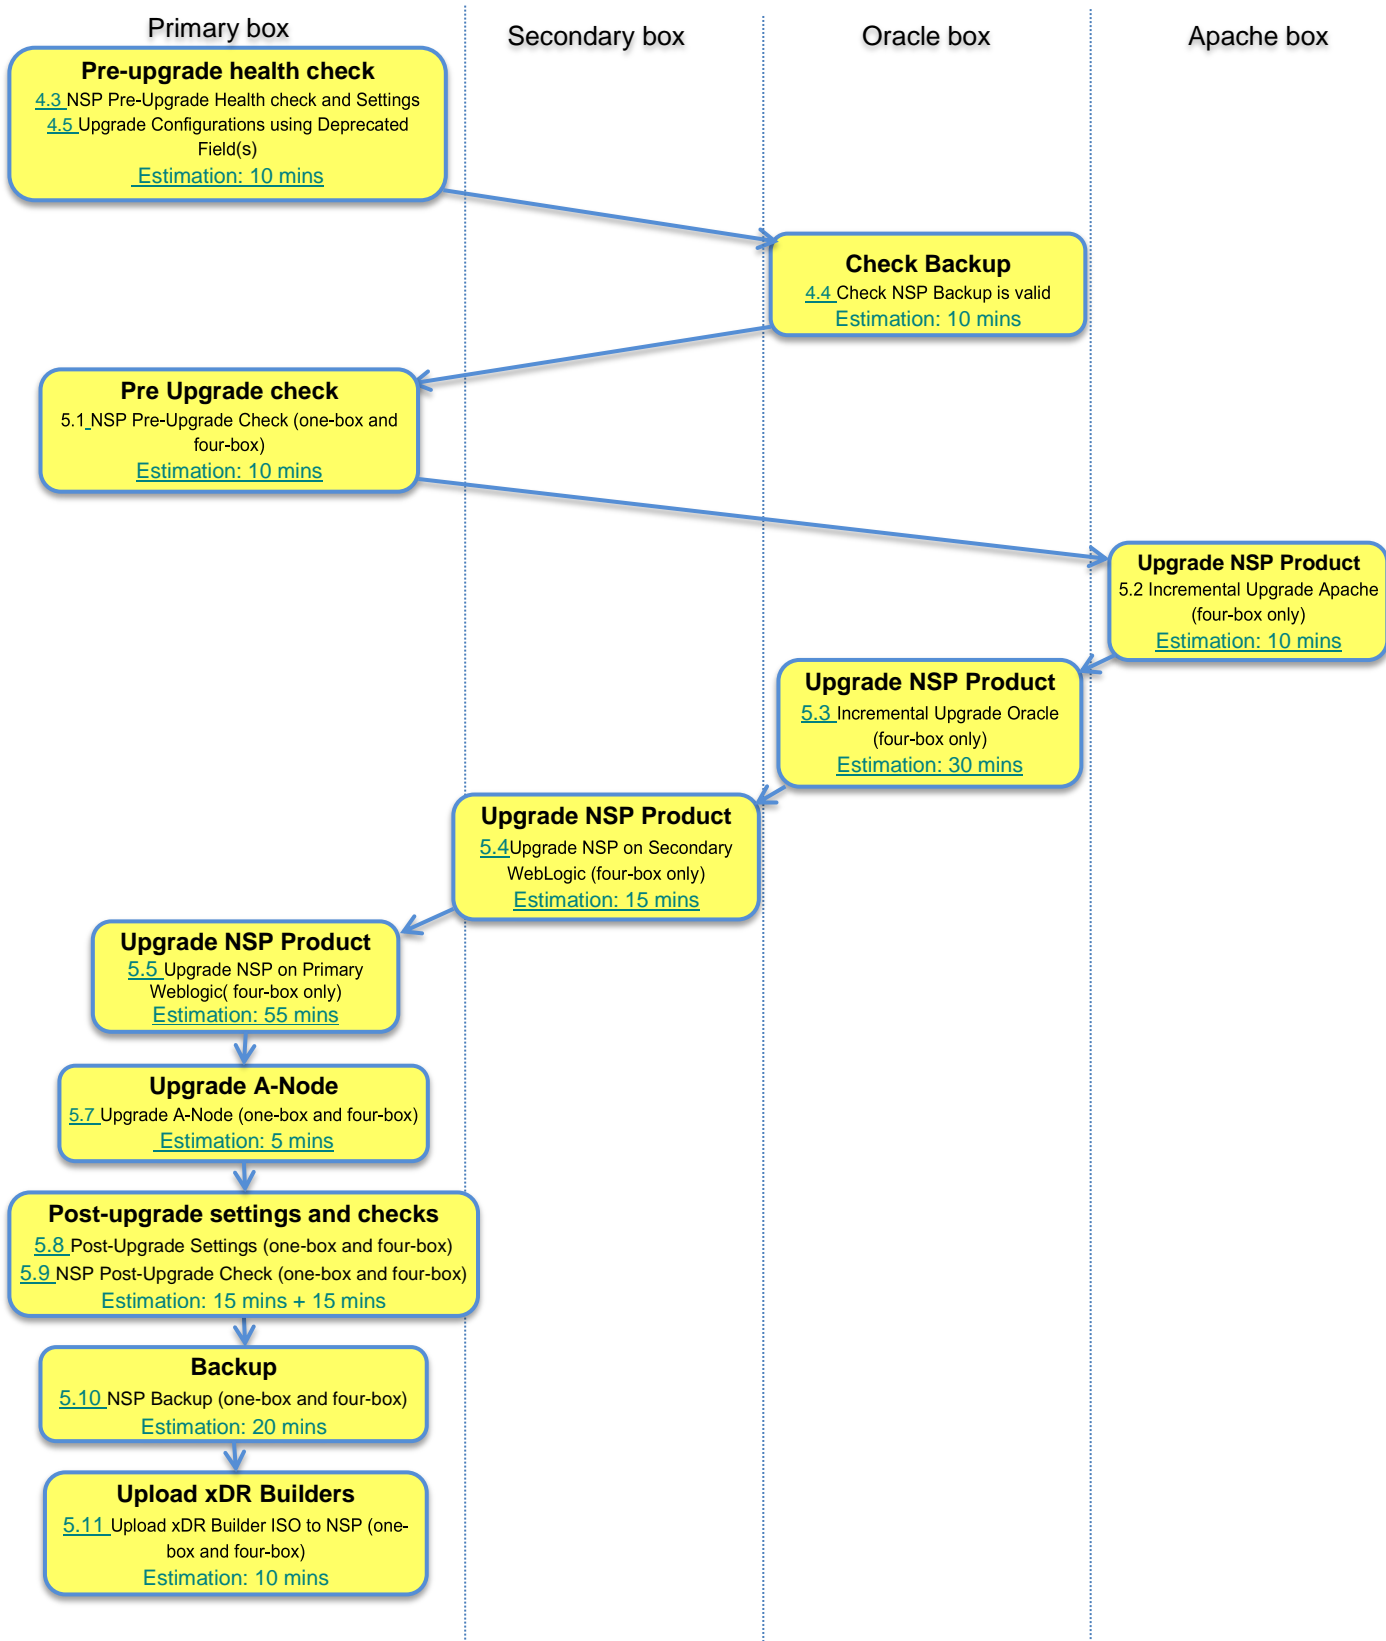 Primary box
Secondary box
Oracle box
Apache box
Pre-upgrade health check
4.3 NSP Pre-Upgrade Health check and Settings
4.5 Upgrade Configurations using Deprecated
Field(s)
Estimation: 10 mins
Check Backup
4.4 Check NSP Backup is valid
Estimation: 10 mins
Pre Upgrade check
5.1 NSP Pre-Upgrade Check (one-box and
four-box)
Estimation: 10 mins
Upgrade NSP Product
5.2 Incremental Upgrade Apache
(four-box only)
Estimation: 10 mins
Upgrade NSP Product
5.3 Incremental Upgrade Oracle
(four-box only)
Estimation: 30 mins
Upgrade NSP Product
5.4Upgrade NSP on Secondary
WebLogic (four-box only)
Estimation: 15 mins
Upgrade NSP Product
5.5 Upgrade NSP on Primary
Weblogic( four-box only)
Estimation: 55 mins
Upgrade A-Node
5.7 Upgrade A-Node (one-box and four-box)
Estimation: 5 mins
Post-upgrade settings and checks
5.8 Post-Upgrade Settings (one-box and four-box)
5.9 NSP Post-Upgrade Check (one-box and four-box)
Estimation: 15 mins + 15 mins
Backup
5.10 NSP Backup (one-box and four-box)
Estimation: 20 mins
Upload xDR Builders
5.11 Upload xDR Builder ISO to NSP (one-
box and four-box)
Estimation: 10 mins